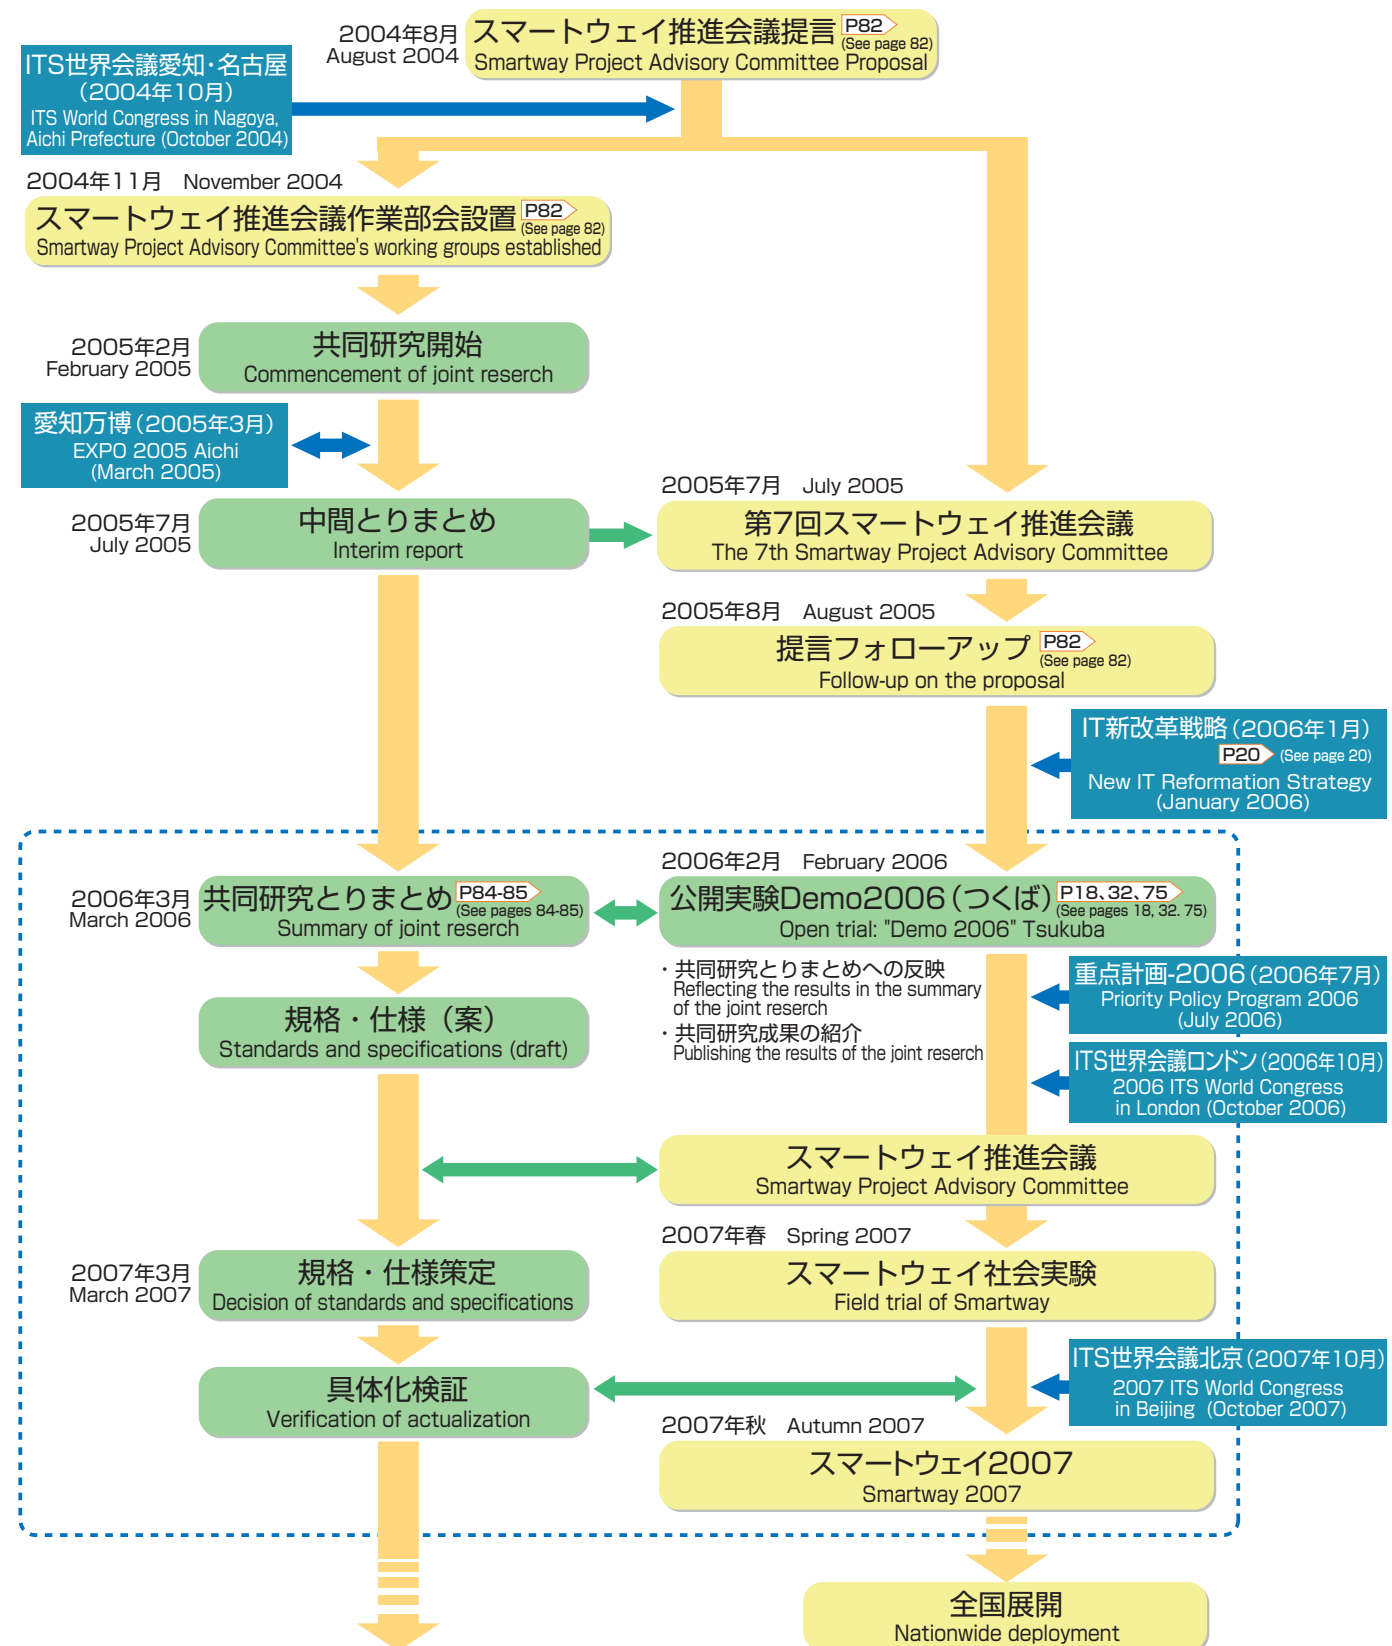 2004年8月
August 2004
スマートウェイ推進会議提言 P82
(See page 82)
Smartway Project Advisory Committee Proposal
ITS世界会議愛知・名古屋
(2004年10月)
ITS World Congress in Nagoya,
Aichi Prefecture (October 2004)
2004年11月 November 2004
スマートウェイ推進会議作業部会設置 P82
(See page 82)
Smartway Project Advisory Committee's working groups established
2005年2月
February 2005
共同研究開始
Commencement of joint reserch
愛知万博(2005年3月)
EXPO 2005 Aichi
(March 2005)
2005年7月
July 2005
中間とりまとめ
Interim report
2005年7月 July 2005
第7回スマートウェイ推進会議
The 7th Smartway Project Advisory Committee
2005年8月 August 2005
提言フォローアップ P82
(See page 82)
Follow-up on the proposal
IT新改革戦略(2006年1月)
P20 (See page 20)
New IT Reformation Strategy
(January 2006)
2006年3月
March 2006
共同研究とりまとめ P84-85
(See pages 84-85)
Summary of joint reserch
2006年2月 February 2006
公開実験Demo2006(つくば) P18、32、75
(See pages 18, 32. 75)
Open trial: "Demo 2006" Tsukuba
・共同研究とりまとめへの反映
Reflecting the results in the summary
of the joint reserch
・共同研究成果の紹介
Publishing the results of the joint reserch
重点計画-2006(2006年7月)
Priority Policy Program 2006
(July 2006)
規格・仕様(案)
Standards and specifications (draft)
ITS世界会議ロンドン(2006年10月)
2006 ITS World Congress
in London (October 2006)
スマートウェイ推進会議
Smartway Project Advisory Committee
2007年3月
March 2007
規格・仕様策定
Decision of standards and specifications
2007年春 Spring 2007
スマートウェイ社会実験
Field trial of Smartway
ITS世界会議北京(2007年10月)
2007 ITS World Congress
in Beijing (October 2007)
具体化検証
Verification of actualization
2007年秋 Autumn 2007
スマートウェイ2007
Smartway 2007
全国展開
Nationwide deployment